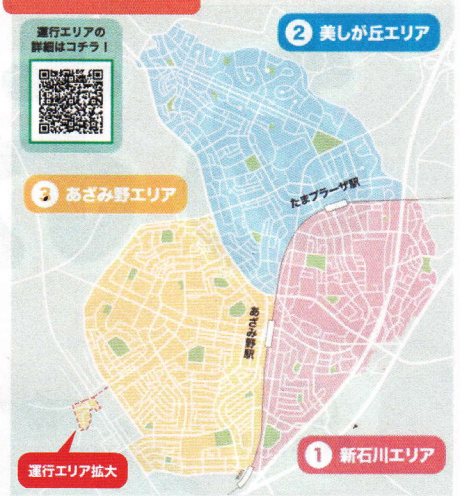 運行エリアの
詳細はコチラ！
2 美しが丘エリア
3 あざみ野エリア
たまプラーザ駅
あざみ野駅
運行エリア拡大
1 新石川エリア